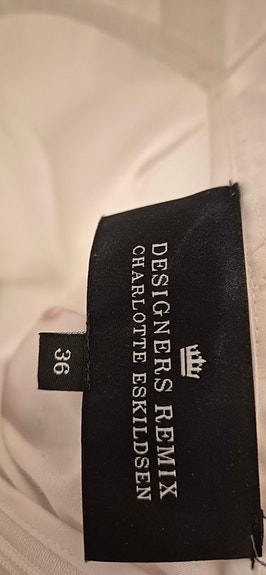 DESIGNERS REMIX
CHARLOTTE ESKILDSEN
36